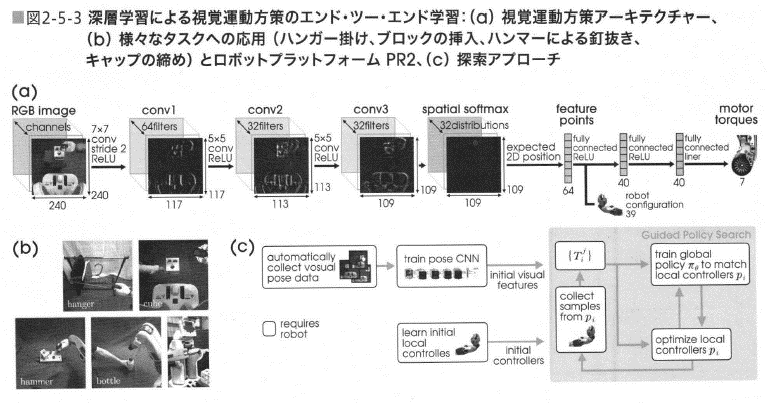 ■図2-5-3 深層学習による視覚運動方策のエンド・ツー・エンド学習：(a) 視覚運動方策アーキテクチャー、
(b) 様々なタスクへの応用（ハンガー掛け、ブロックの挿入、ハンマーによる釘抜き、
キャップの締め）とロボットプラットフォーム PR2、(c) 探索アプローチ
(a)
RGB image conv1 conv2 conv3 spatial softmax feature points motor torques
channels 64filters 32filters 32filters 32distributions
7×7 conv stride 2 ReLU
5×5 conv ReLU
5×5 conv ReLU
expected 2D position
fully connected ReLU
fully connected ReLU
fully connected liner
240 240
117 117
113 113
109 109
109 109
64 40 40 7
robot configuration
39
(b)
hanger
cube
hammer
bottle
(c)
automatically collect vosual pose data
train pose CNN
initial visual features
requires robot
learn initial local controlles
initial controllers
Guided Policy Search
collect samples from pᵢ
train global policy πθ to match local controllers pᵢ
optimize local controllers pᵢ